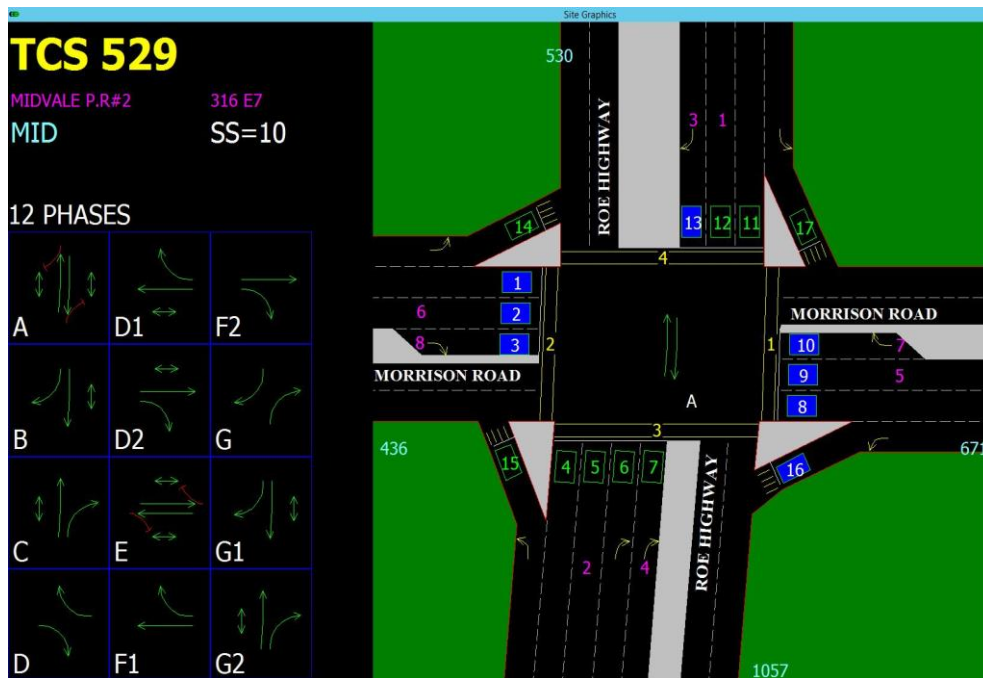 Site Graphics
TCS 529
MIDVALE P.R#2 316 E7
MID SS=10
12 PHASES
A D1 F2
B D2 G
C E G1
D F1 G2
530
ROE HIGHWAY
3 1
13 12 11
14
17
4
1
6 2
8 3
2
MORRISON ROAD
MORRISON ROAD
1
10 7
9 5
8
A
3
436
671
15
4 5 6 7
16
2 4
ROE HIGHWAY
1057